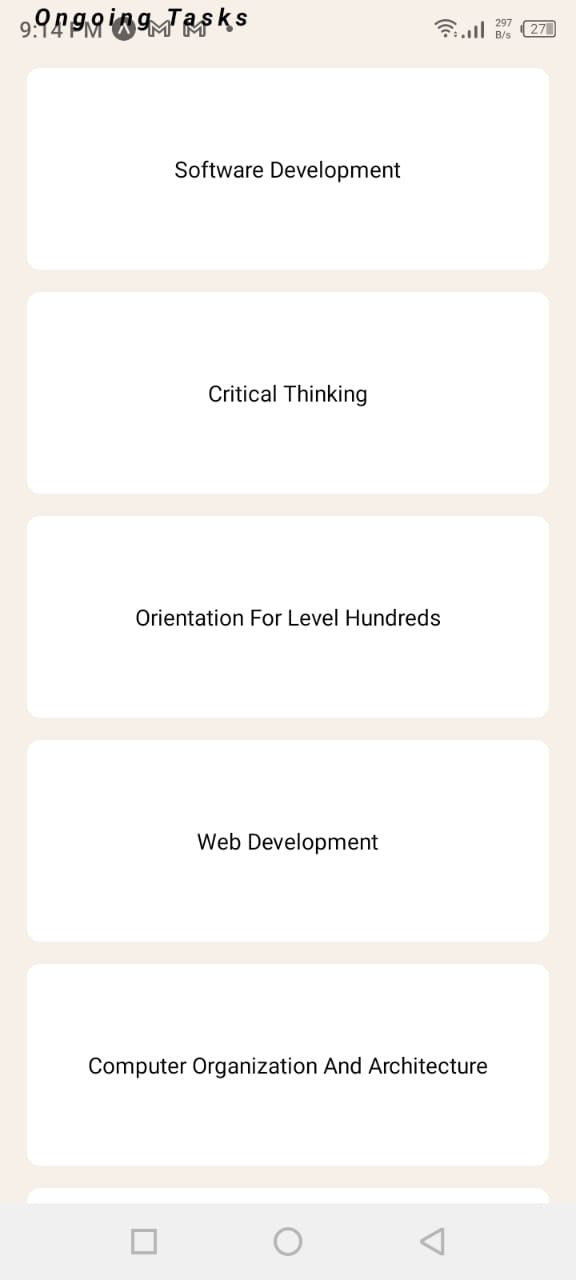 Ongoing Tasks
9:14 PM
297
B/s
27
Software Development
Critical Thinking
Orientation For Level Hundreds
Web Development
Computer Organization And Architecture